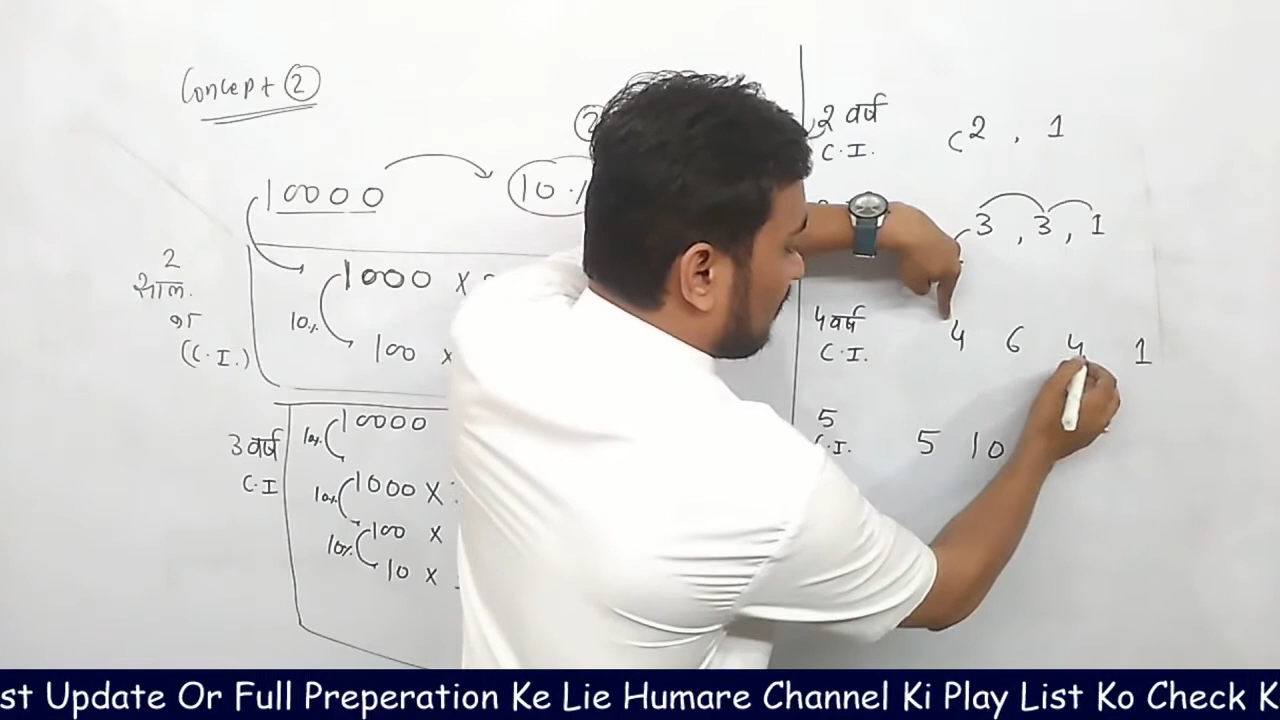 Concept ②
10000 10%
2
साल
का
(C.I.)
1000 X
10%
100 X
3 वर्ष
C.I
10000
10%
1000 X
10%
100 X
10%
10 X
2 वर्ष
C.I. 2, 1
3, 3, 1
4 वर्ष
C.I. 4 6 4 1
5
C.I. 5 10
st Update Or Full Preperation Ke Lie Humare Channel Ki Play List Ko Check K